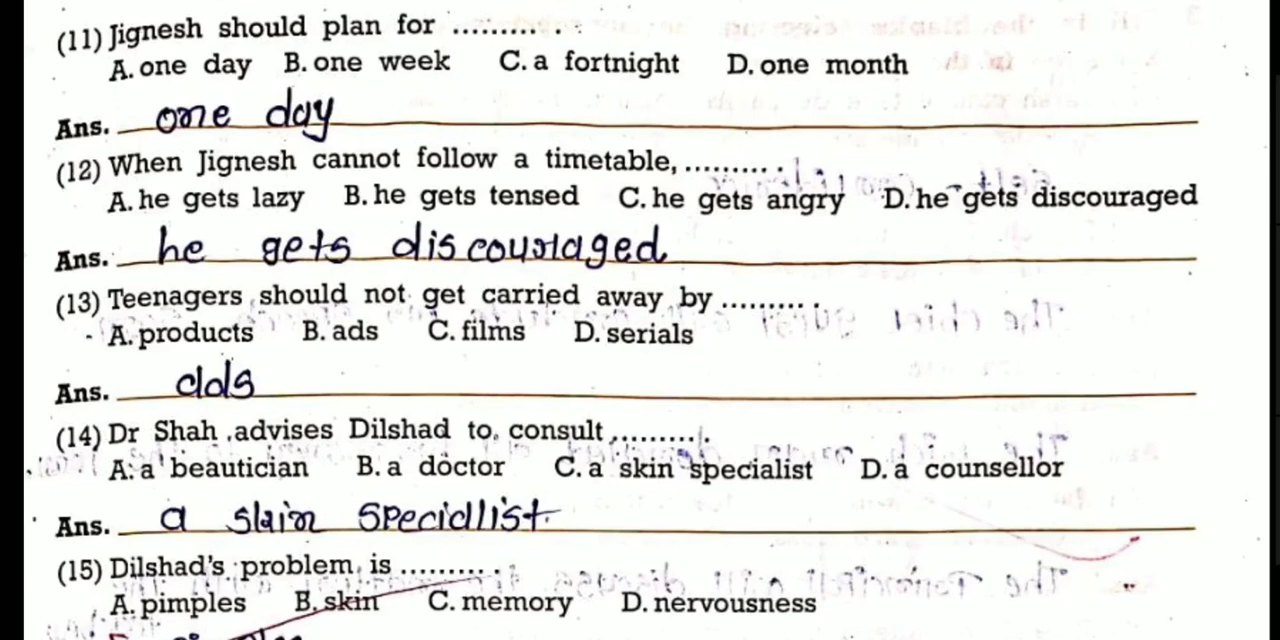 (11) Jignesh should plan for ..........
A. one day B. one week C. a fortnight D. one month
Ans. one day
(12) When Jignesh cannot follow a timetable, ..........
A. he gets lazy B. he gets tensed C. he gets angry D. he gets discouraged
Ans. he gets discouraged
(13) Teenagers should not get carried away by ..........
A. products B. ads C. films D. serials
Ans. ads
(14) Dr Shah advises Dilshad to consult ..........
A. a beautician B. a doctor C. a skin specialist D. a counsellor
Ans. a skin specialist.
(15) Dilshad's problem is ..........
A. pimples B. skin C. memory D. nervousness